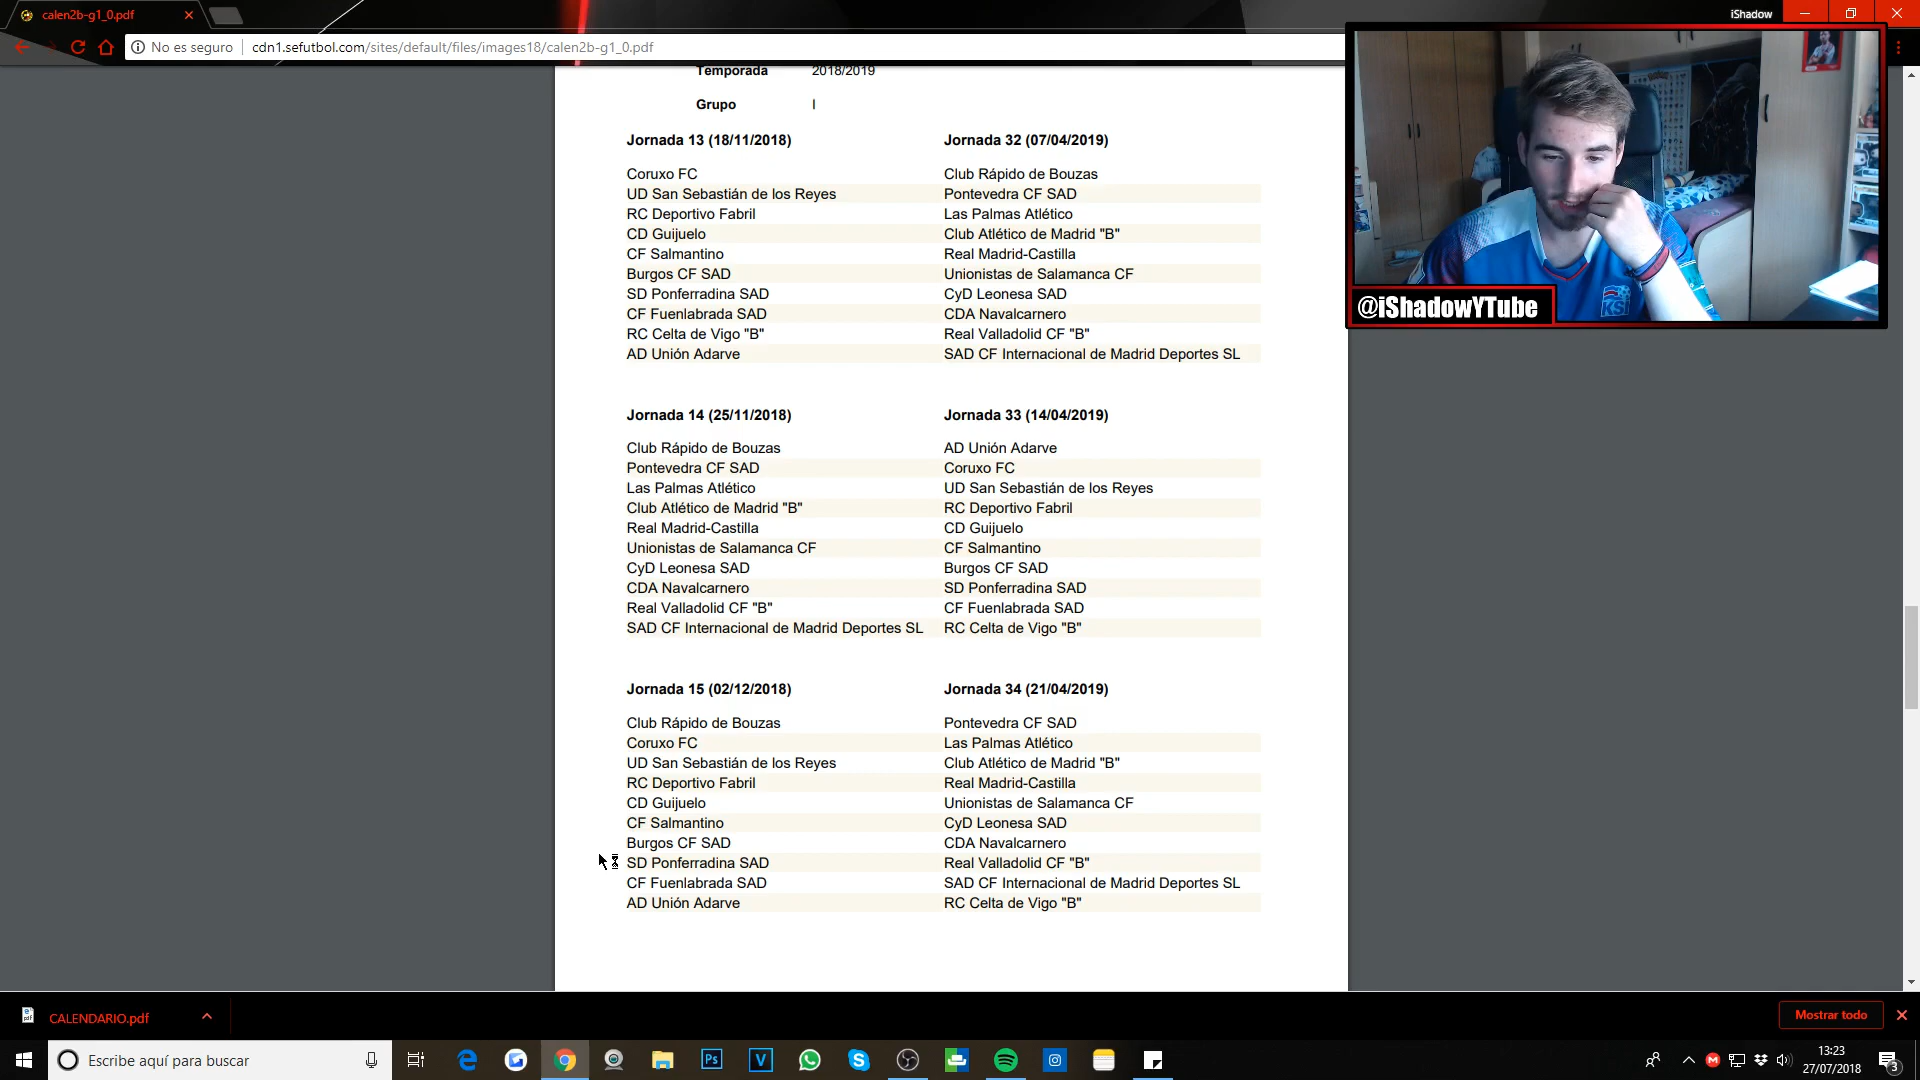 calen2b-g1_0.pdf
iShadow
No es seguro
cdn1.sefutbol.com/sites/default/files/images18/calen2b-g1_0.pdf
Temporada 2018/2019
Grupo I
Jornada 13 (18/11/2018) Jornada 32 (07/04/2019)
Coruxo FC Club Rápido de Bouzas
UD San Sebastián de los Reyes Pontevedra CF SAD
RC Deportivo Fabril Las Palmas Atlético
CD Guijuelo Club Atlético de Madrid "B"
CF Salmantino Real Madrid-Castilla
Burgos CF SAD Unionistas de Salamanca CF
SD Ponferradina SAD CyD Leonesa SAD
CF Fuenlabrada SAD CDA Navalcarnero
RC Celta de Vigo "B" Real Valladolid CF "B"
AD Unión Adarve SAD CF Internacional de Madrid Deportes SL
Jornada 14 (25/11/2018) Jornada 33 (14/04/2019)
Club Rápido de Bouzas AD Unión Adarve
Pontevedra CF SAD Coruxo FC
Las Palmas Atlético UD San Sebastián de los Reyes
Club Atlético de Madrid "B" RC Deportivo Fabril
Real Madrid-Castilla CD Guijuelo
Unionistas de Salamanca CF CF Salmantino
CyD Leonesa SAD Burgos CF SAD
CDA Navalcarnero SD Ponferradina SAD
Real Valladolid CF "B" CF Fuenlabrada SAD
SAD CF Internacional de Madrid Deportes SL RC Celta de Vigo "B"
Jornada 15 (02/12/2018) Jornada 34 (21/04/2019)
Club Rápido de Bouzas Pontevedra CF SAD
Coruxo FC Las Palmas Atlético
UD San Sebastián de los Reyes Club Atlético de Madrid "B"
RC Deportivo Fabril Real Madrid-Castilla
CD Guijuelo Unionistas de Salamanca CF
CF Salmantino CyD Leonesa SAD
Burgos CF SAD CDA Navalcarnero
SD Ponferradina SAD Real Valladolid CF "B"
CF Fuenlabrada SAD SAD CF Internacional de Madrid Deportes SL
AD Unión Adarve RC Celta de Vigo "B"
@iShadowYTube
KSÍ
CALENDARIO.pdf
Mostrar todo
Escribe aquí para buscar
Ps
V
13:23
27/07/2018
3